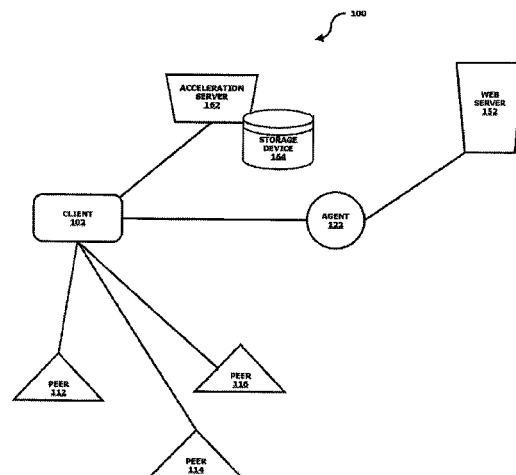 100
ACCELERATION
SERVER
162
STORAGE
DEVICE
164
WEB
SERVER
152
CLIENT
102
AGENT
122
PEER
112
PEER
116
PEER
114